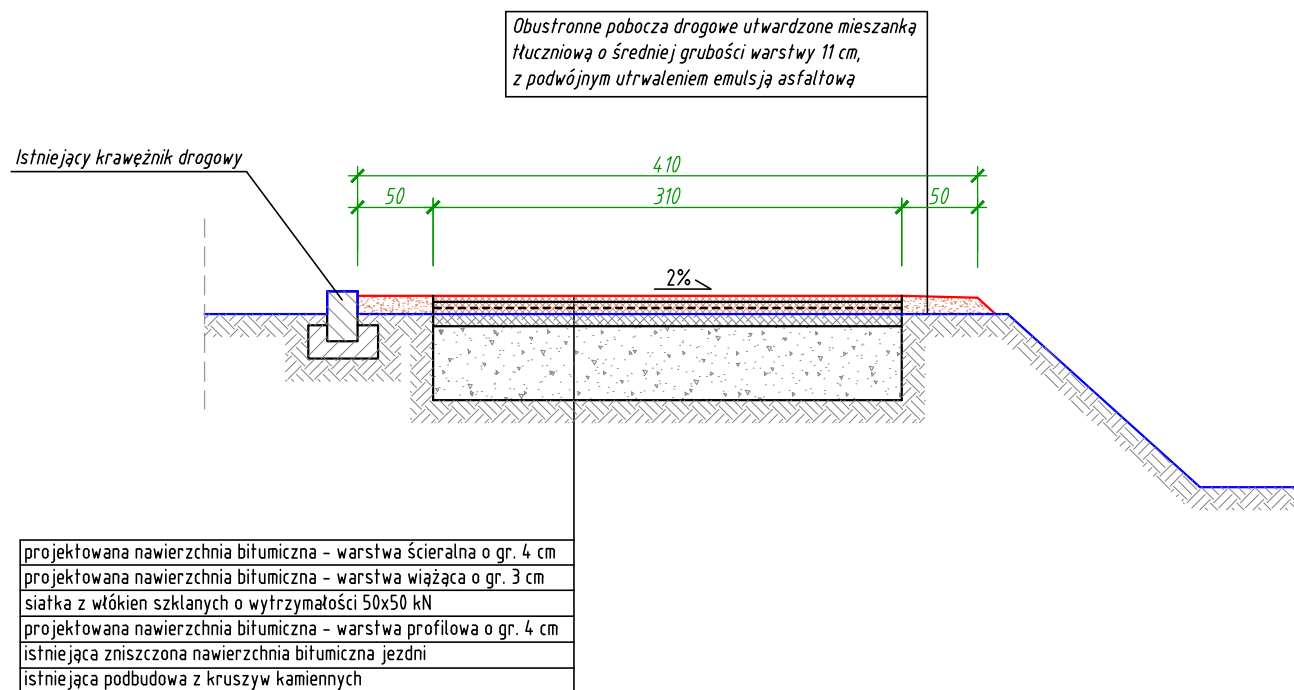 Obustronne pobocza drogowe utwardzone mieszanką
tłuczniową o średniej grubości warstwy 11 cm,
z podwójnym utrwaleniem emulsją asfaltową
Istniejący krawężnik drogowy
410
50
310
50
2%
projektowana nawierzchnia bitumiczna - warstwa ścieralna o gr. 4 cm
projektowana nawierzchnia bitumiczna - warstwa wiążąca o gr. 3 cm
siatka z włókien szklanych o wytrzymałości 50x50 kN
projektowana nawierzchnia bitumiczna - warstwa profilowa o gr. 4 cm
istniejąca zniszczona nawierzchnia bitumiczna jezdni
istniejąca podbudowa z kruszyw kamiennych